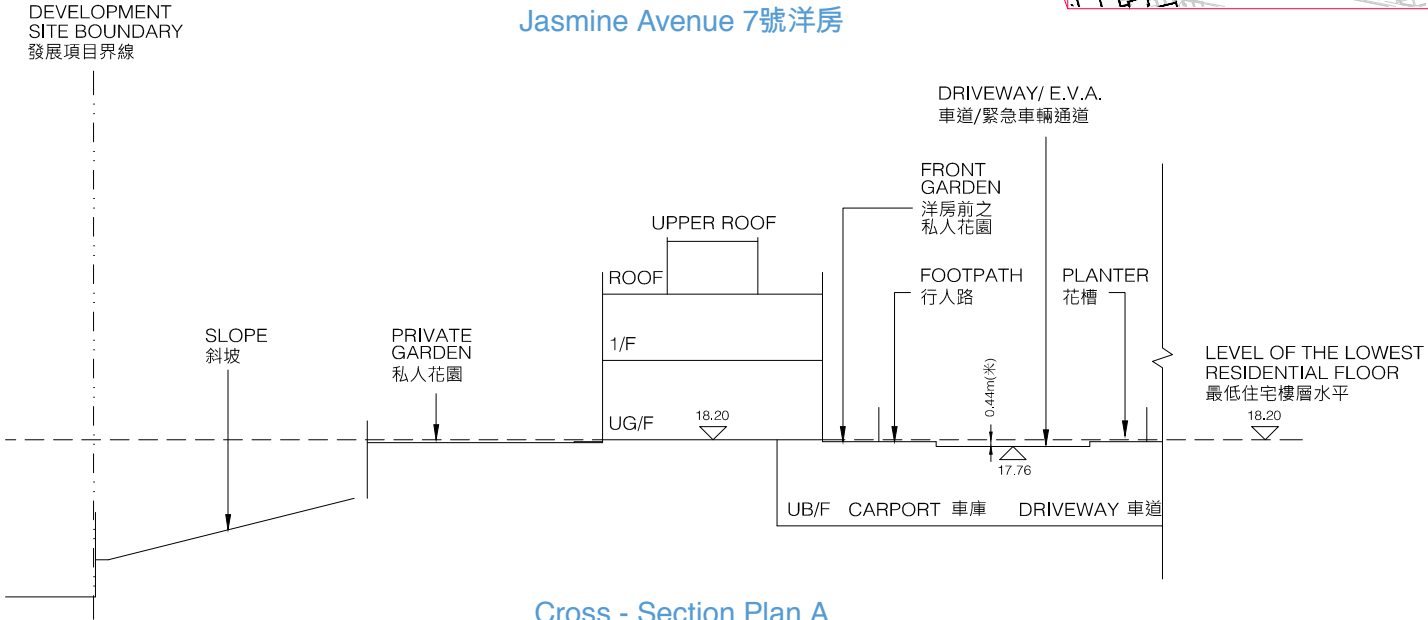 DEVELOPMENT
SITE BOUNDARY
發展項目界線
Jasmine Avenue 7號洋房
DRIVEWAY/ E.V.A.
車道/緊急車輛通道
FRONT
GARDEN
洋房前之
私人花園
UPPER ROOF
ROOF
FOOTPATH
行人路
PLANTER
花槽
SLOPE
斜坡
PRIVATE
GARDEN
私人花園
1/F
0.44m(米)
LEVEL OF THE LOWEST
RESIDENTIAL FLOOR
最低住宅樓層水平
UG/F
18.20
18.20
17.76
UB/F CARPORT 車庫 DRIVEWAY 車道
Cross - Section Plan A